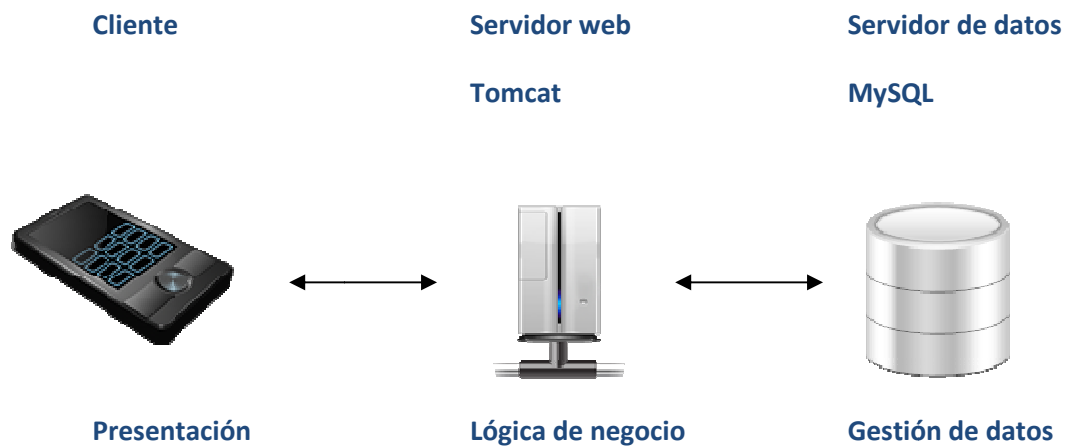 Cliente Servidor web Servidor de datos
Tomcat MySQL
Presentación Lógica de negocio Gestión de datos